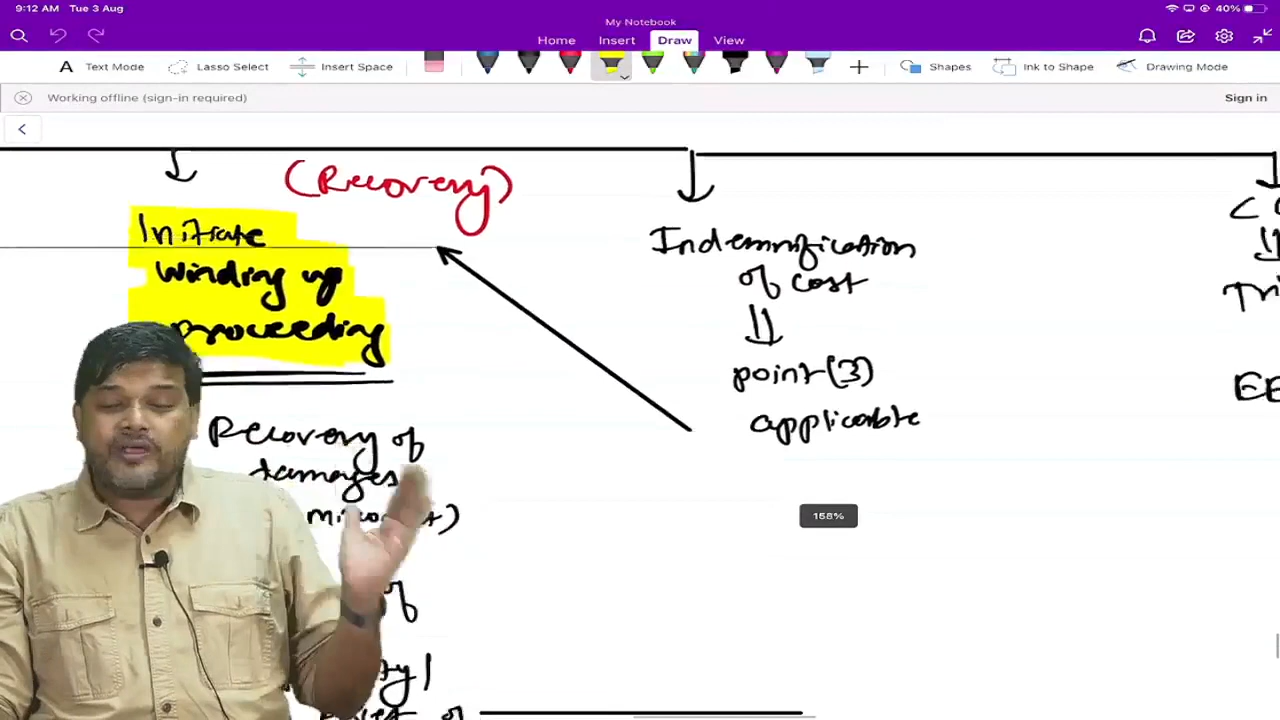 9:12 AM Tue 3 Aug
40%
My Notebook
Home Insert Draw View
Text Mode Lasso Select Insert Space Shapes Ink to Shape Drawing Mode
Working offline (sign-in required)
Sign in
(Recovery)
Initiate
winding up
proceeding
Recovery of
damages
of
Indemnification
of cost
point (3)
applicable
158%